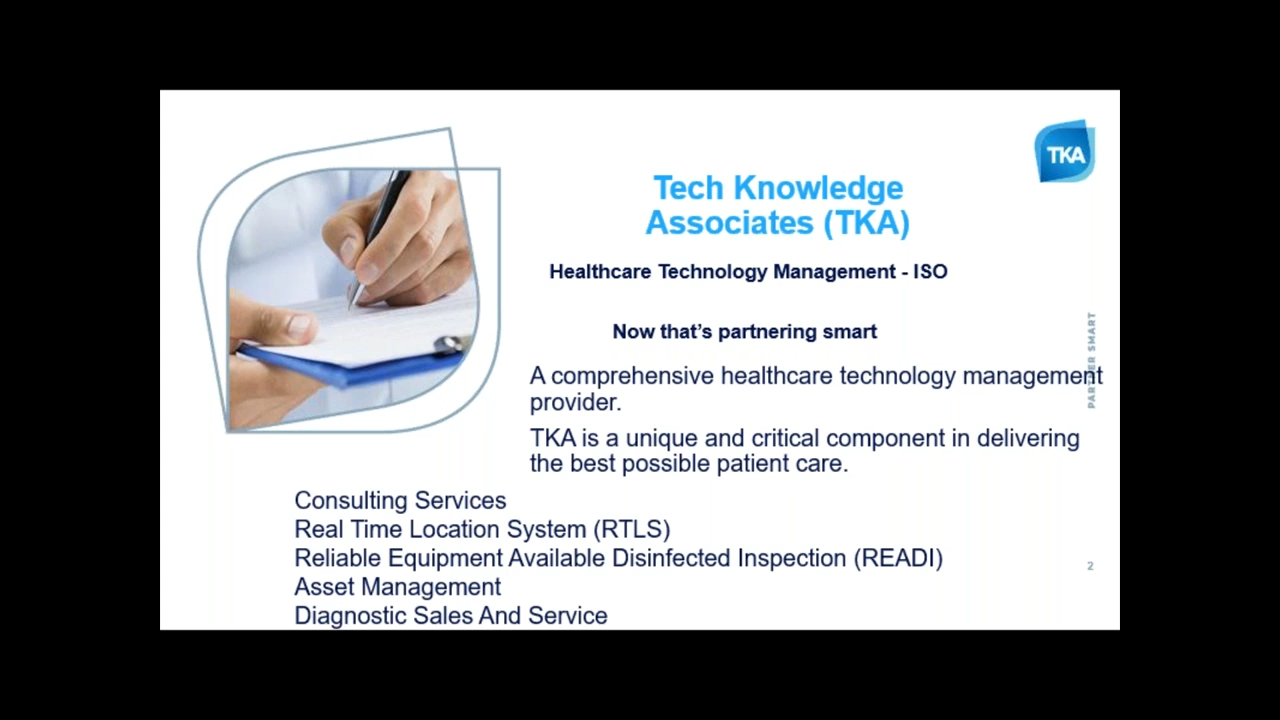 TKA
Tech Knowledge
Associates (TKA)
Healthcare Technology Management - ISO
Now that’s partnering smart
PARTNER SMART
A comprehensive healthcare technology management
provider.
TKA is a unique and critical component in delivering
the best possible patient care.
Consulting Services
Real Time Location System (RTLS)
Reliable Equipment Available Disinfected Inspection (READI)
Asset Management
Diagnostic Sales And Service
2